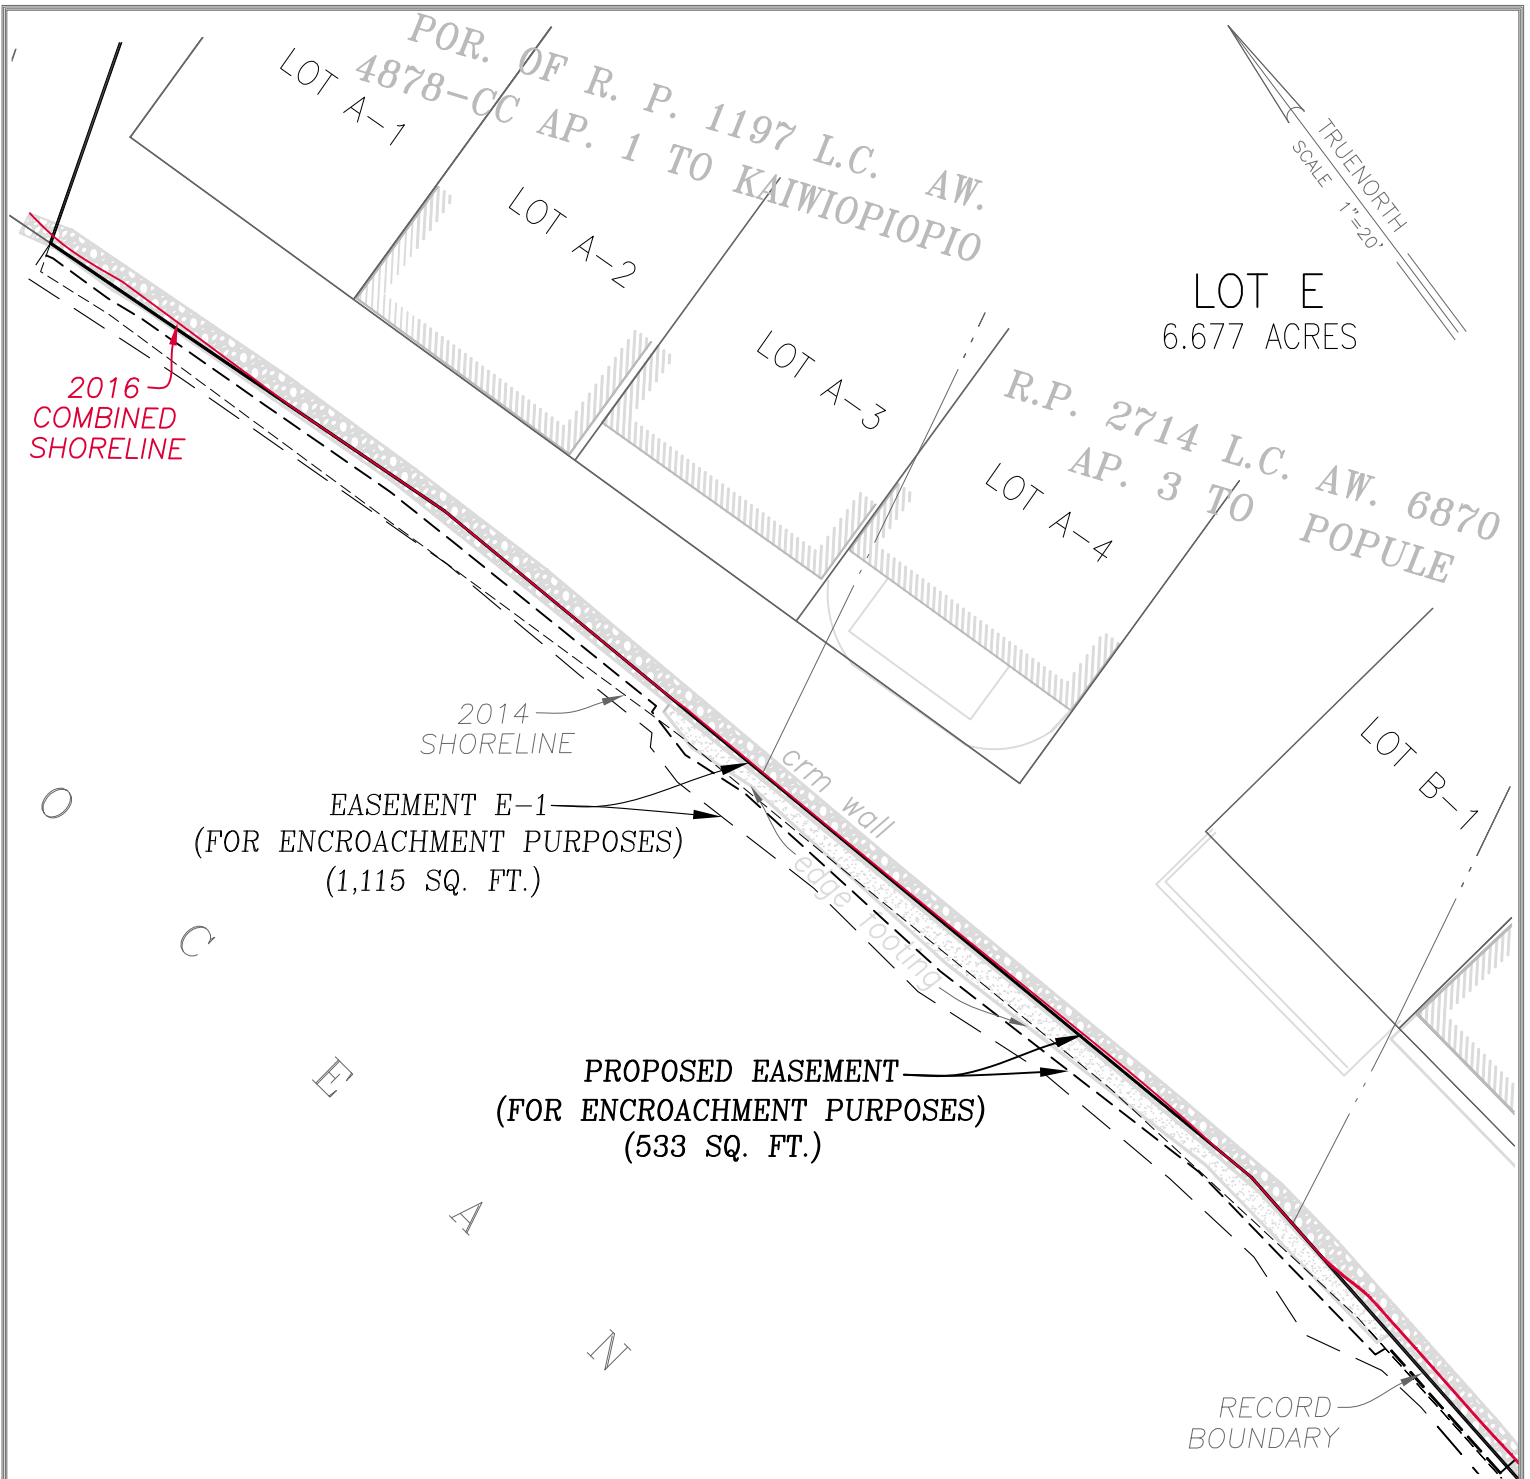 POR. OF R. P. 1197 L.C. AW.
4878-CC AP. 1 TO KAIWIOPIOPIO
LOT A-1
LOT A-2
LOT A-3
LOT A-4
LOT B-1
TRUENORTH
SCALE 1"=20'
LOT E
6.677 ACRES
R.P. 2714 L.C. AW. 6870
AP. 3 TO POPULE
2016
COMBINED
SHORELINE
2014
SHORELINE
EASEMENT E-1
(FOR ENCROACHMENT PURPOSES)
(1,115 SQ. FT.)
crm wall
edge footing
PROPOSED EASEMENT
(FOR ENCROACHMENT PURPOSES)
(533 SQ. FT.)
OCEAN
RECORD
BOUNDARY